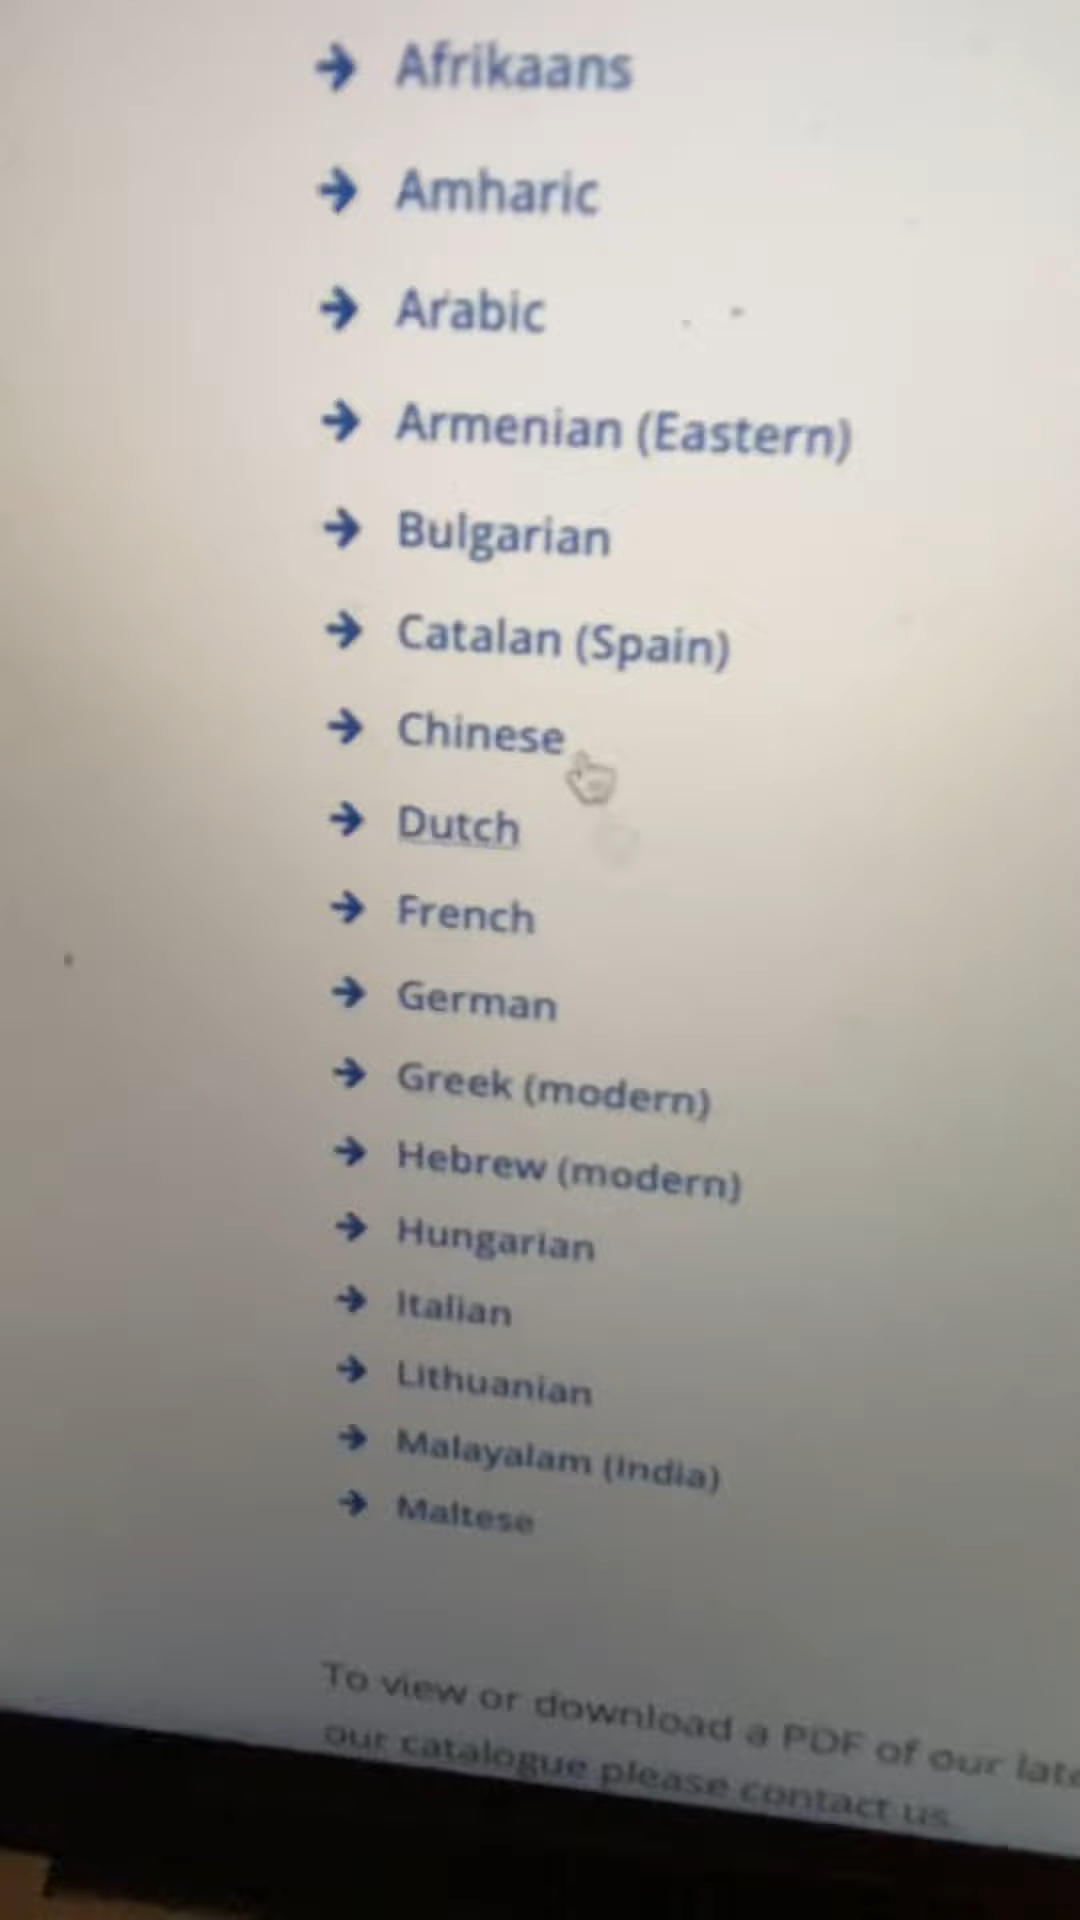 Afrikaans
Amharic
Arabic
Armenian (Eastern)
Bulgarian
Catalan (Spain)
Chinese
Dutch
French
German
Greek (modern)
Hebrew (modern)
Hungarian
Italian
Lithuanian
Malayalam (India)
Maltese
To view or download a PDF of our
our catalogue please contact us.